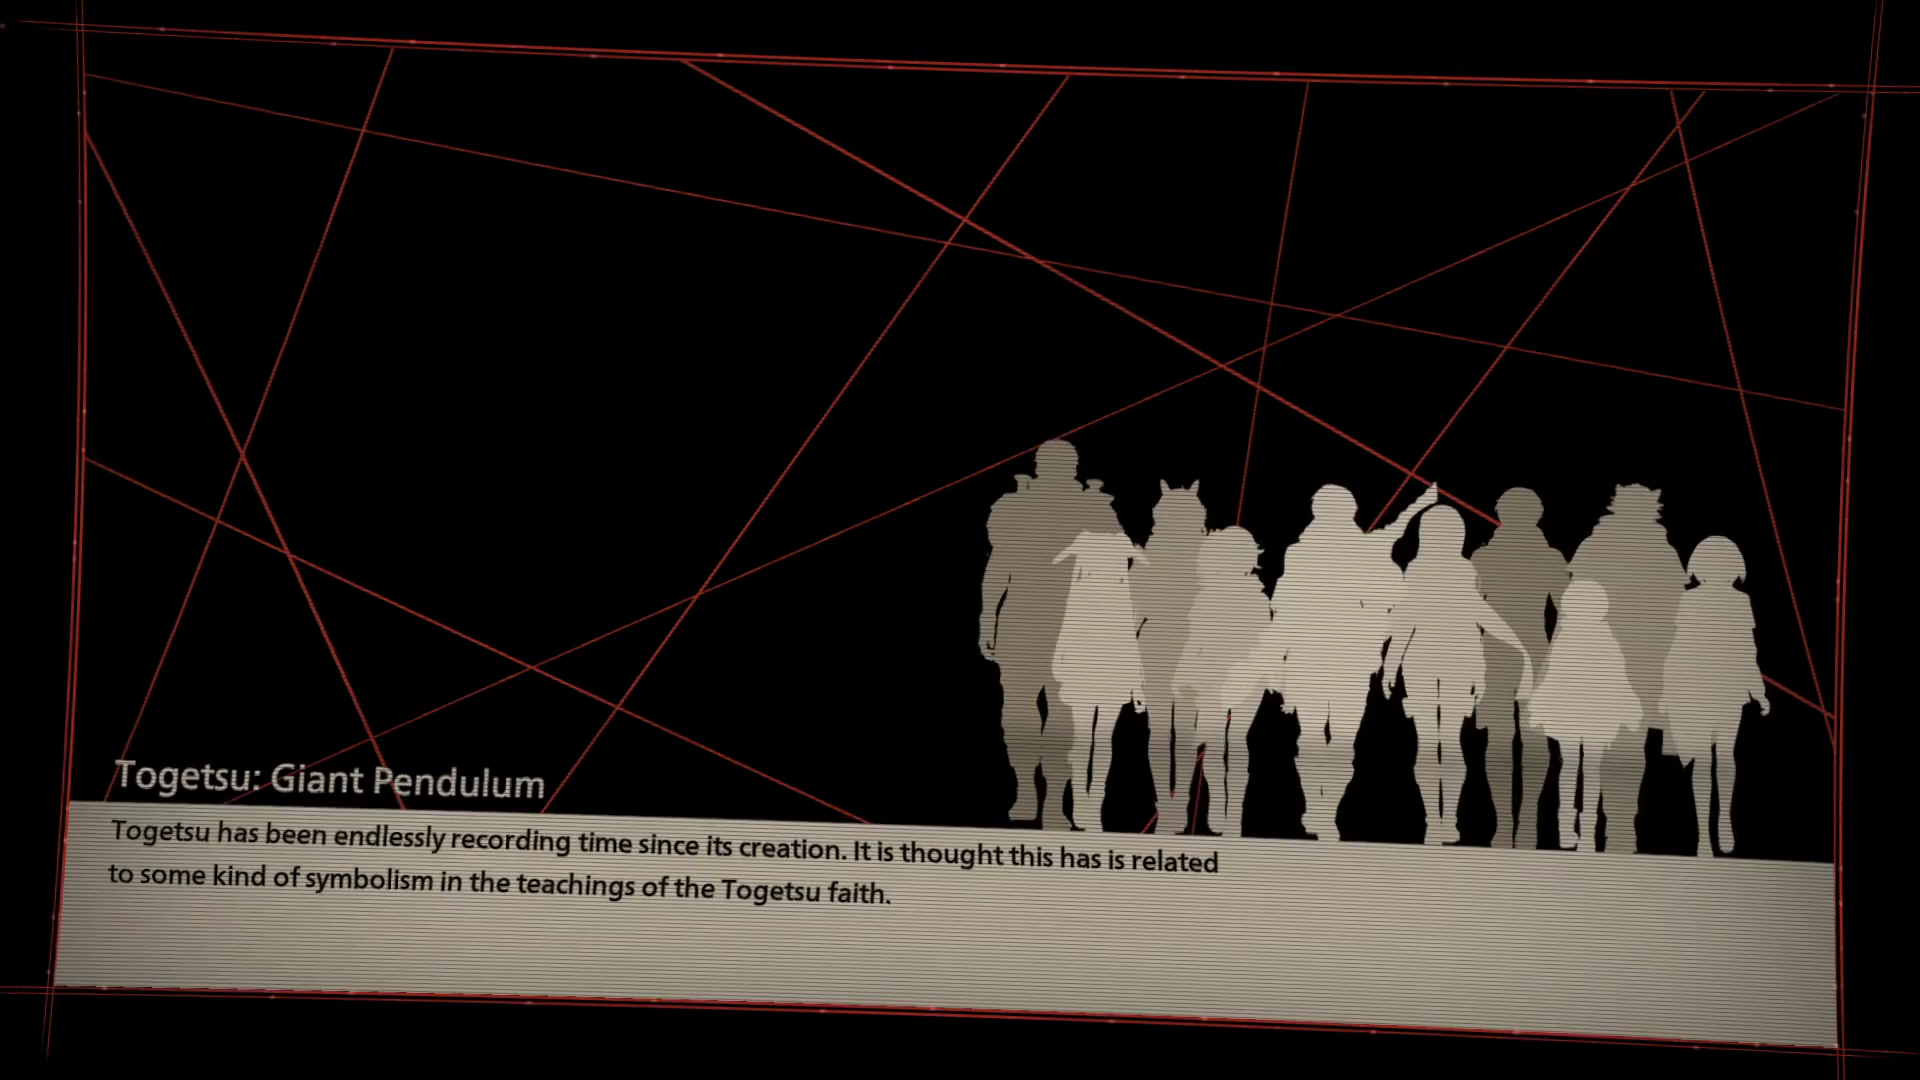 Togetsu: Giant Pendulum
Togetsu has been endlessly recording time since its creation. It is thought this has is related
to some kind of symbolism in the teachings of the Togetsu faith.